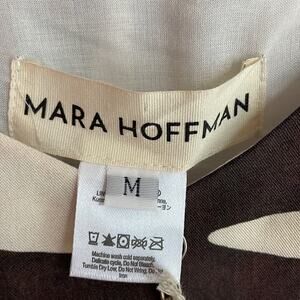 MARA HOFFMAN
M
Machine wash cold separately,
Delicate cycle, Do Not Bleach,
Tumble Dry Low, Do Not Wring, Do Not
Iron